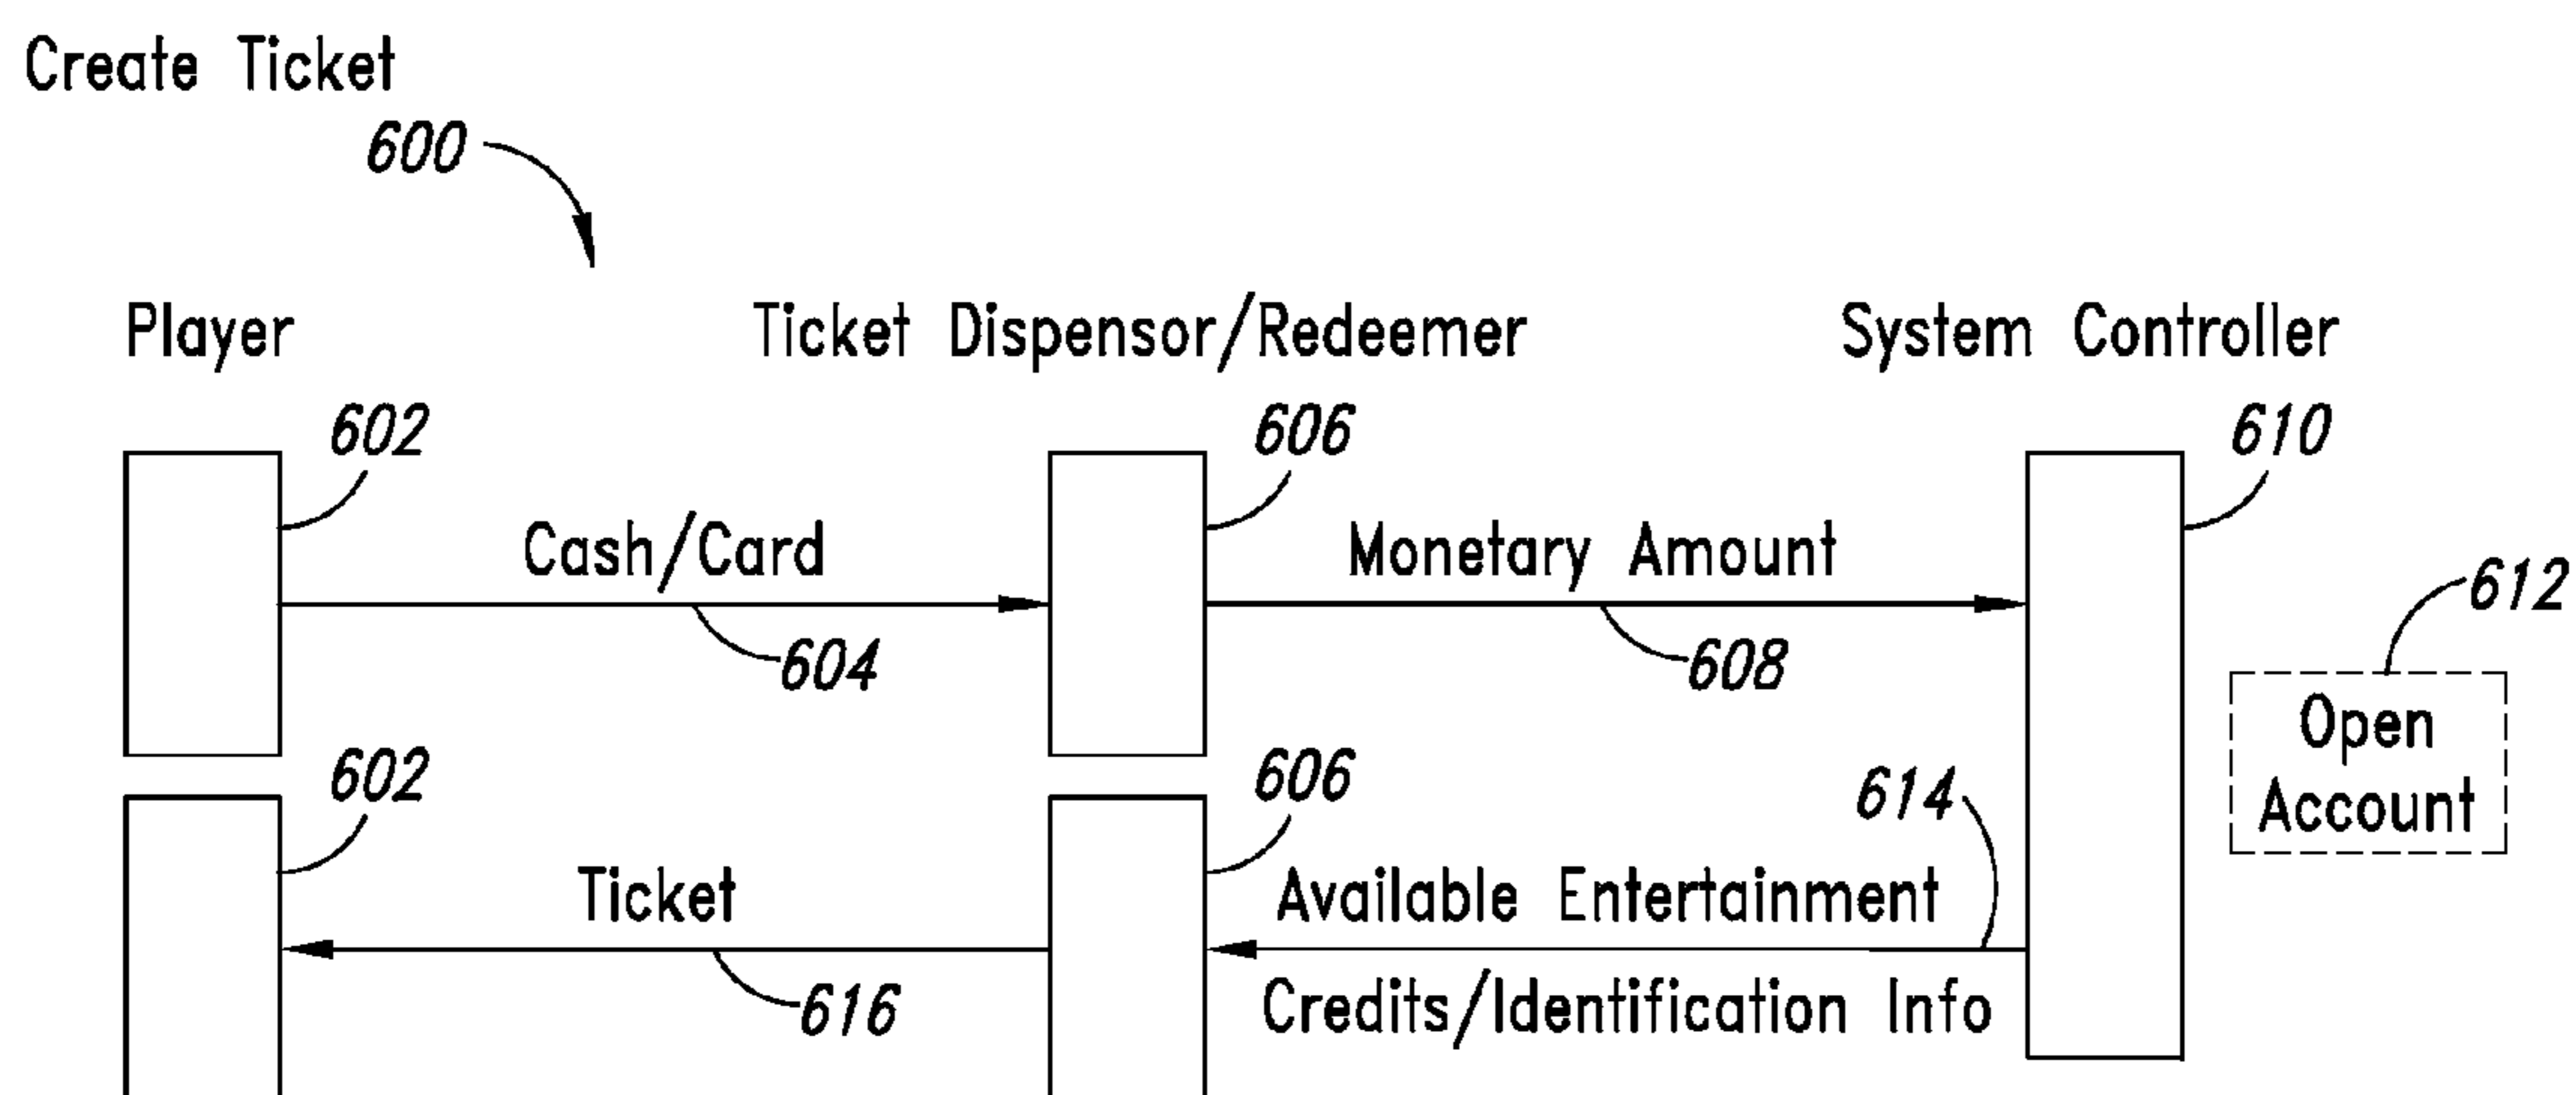 Create Ticket
600
Player
Ticket Dispensor/Redeemer
System Controller
602
606
610
Cash/Card
Monetary Amount
612
604
608
Open
Account
602
606
614
Ticket
Available Entertainment
616
Credits/Identification Info